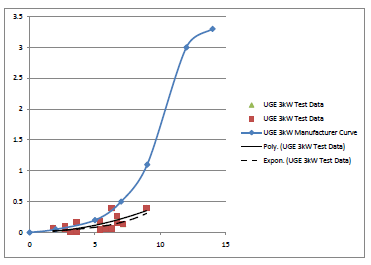 3.5
3
2.5
2
1.5
1
0.5
0
0 5 10 15
UGE 3kW Test Data
UGE 3kW Test Data
UGE 3kW Manufacturer Curve
Poly. (UGE 3kW Test Data)
Expon. (UGE 3kW Test Data)